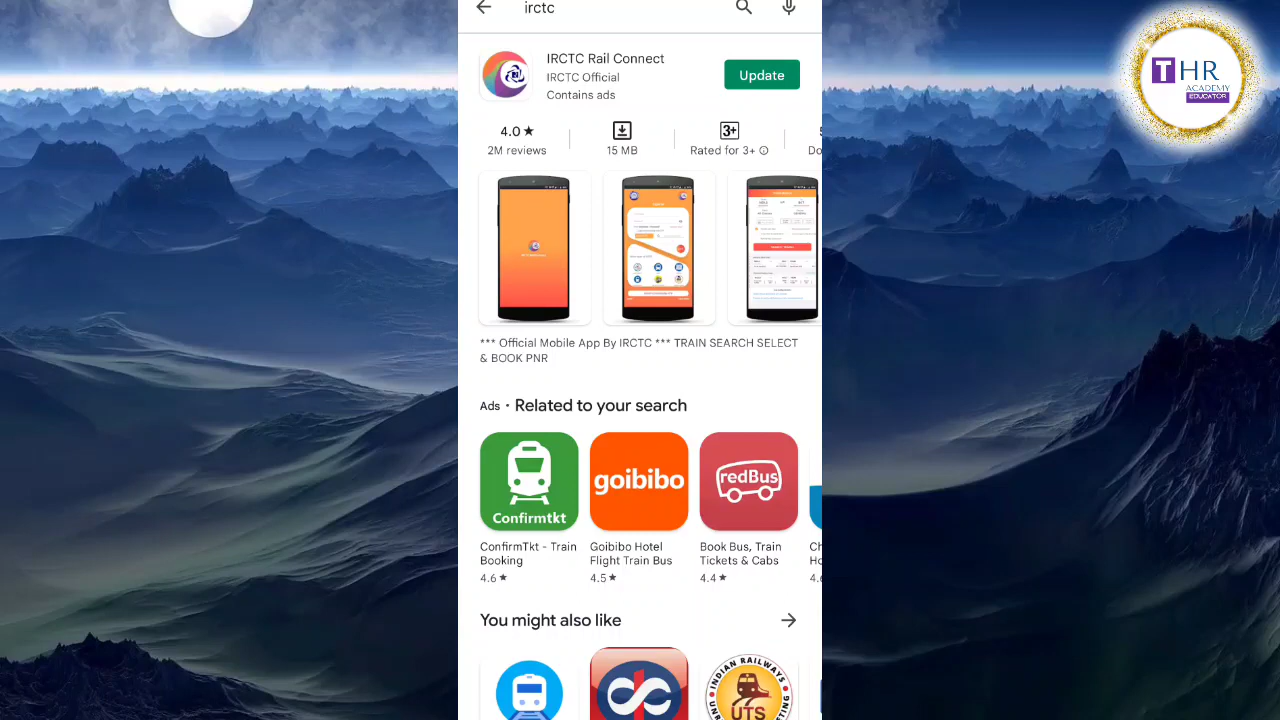 irctc
THR
ACADEMY
EDUCATOR
IRCTC Rail Connect
IRCTC Official
Contains ads
Update
4.0 ★
2M reviews
15 MB
3+
Rated for 3+
*** Official Mobile App By IRCTC *** TRAIN SEARCH SELECT
& BOOK PNR
Ads • Related to your search
Confirmtkt
goibibo
redBus
ConfirmTkt - Train
Booking
4.6 ★
Goibibo Hotel
Flight Train Bus
4.5 ★
Book Bus, Train
Tickets & Cabs
4.4 ★
You might also like
INDIAN RAILWAYS
UTS